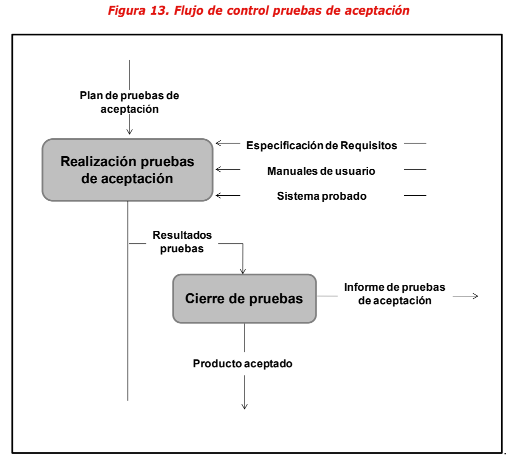 Figura 13. Flujo de control pruebas de aceptación
Plan de pruebas de
aceptación
Realización pruebas
de aceptación
Especificación de Requisitos
Manuales de usuario
Sistema probado
Resultados
pruebas
Cierre de pruebas
Informe de pruebas
de aceptación
Producto aceptado